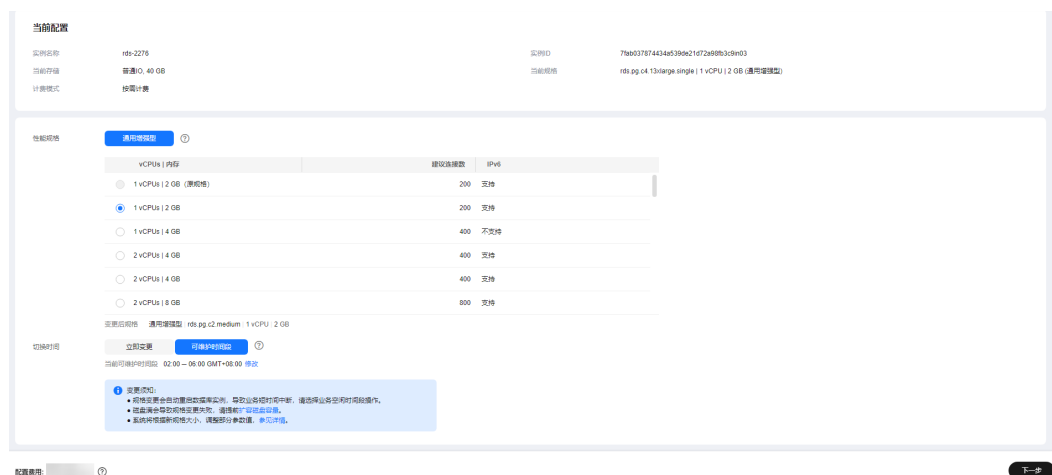 当前配置
实例名称 rds-2276 实例ID 7fab037874434a539de21d72a98fb3c9in03
当前存储 普通IO, 40 GB 当前规格 rds.pg.c4.13xlarge.single | 1 vCPU | 2 GB (通用增强型)
计费模式 按需计费
性能规格 通用增强型 ?
vCPUs | 内存 建议连接数 IPv6
1 vCPUs | 2 GB（原规格） 200 支持
1 vCPUs | 2 GB 200 支持
1 vCPUs | 4 GB 400 不支持
2 vCPUs | 4 GB 400 支持
2 vCPUs | 4 GB 400 支持
2 vCPUs | 8 GB 800 支持
变更后规格 通用增强型 | rds.pg.c2.medium | 1 vCPU | 2 GB
切换时间 立即变更 可维护时间段 ?
当前可维护时间段 02:00 — 06:00 GMT+08:00 修改
变更须知：
• 规格变更会自动重启数据库实例，导致业务短时间中断，请选择业务空闲时间段操作。
• 磁盘满会导致规格变更失败，请提前扩容磁盘容量。
• 系统将根据新规格大小，调整部分参数值，参见详情。
配置费用: ? 下一步